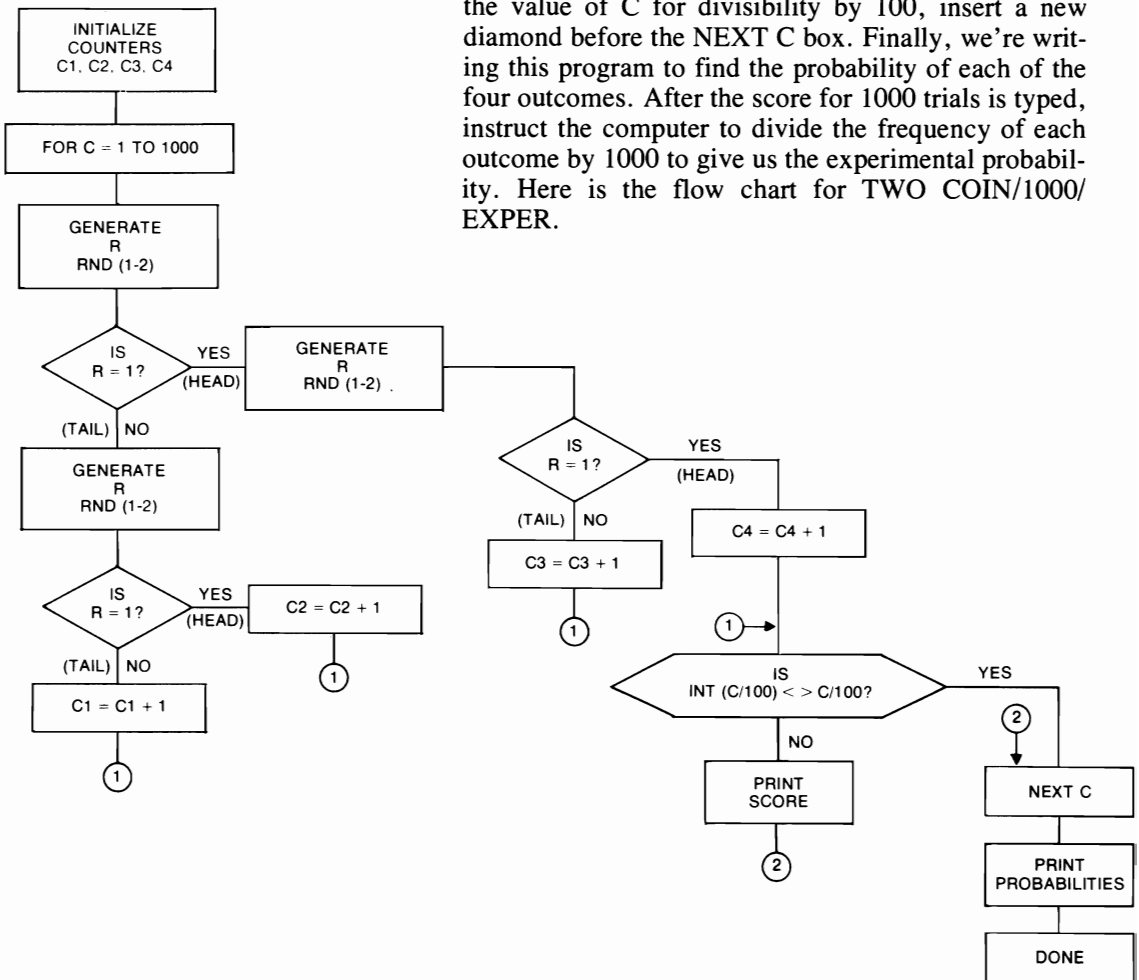 the value of C for divisibility by 100, insert a new
diamond before the NEXT C box. Finally, we're writ-
ing this program to find the probability of each of the
four outcomes. After the score for 1000 trials is typed,
instruct the computer to divide the frequency of each
outcome by 1000 to give us the experimental probabil-
ity. Here is the flow chart for TWO COIN/1000/
EXPER.
INITIALIZE
COUNTERS
C1, C2, C3, C4
FOR C = 1 TO 1000
GENERATE
R
RND (1-2)
IS
R = 1?
YES
(HEAD)
GENERATE
R
RND (1-2)
(TAIL) NO
GENERATE
R
RND (1-2)
IS
R = 1?
YES
(HEAD)
C2 = C2 + 1
1
(TAIL) NO
C1 = C1 + 1
1
IS
R = 1?
YES
(HEAD)
(TAIL) NO
C3 = C3 + 1
1
C4 = C4 + 1
1
IS
INT (C/100) < > C/100?
YES
NO
PRINT
SCORE
2
2
NEXT C
PRINT
PROBABILITIES
DONE